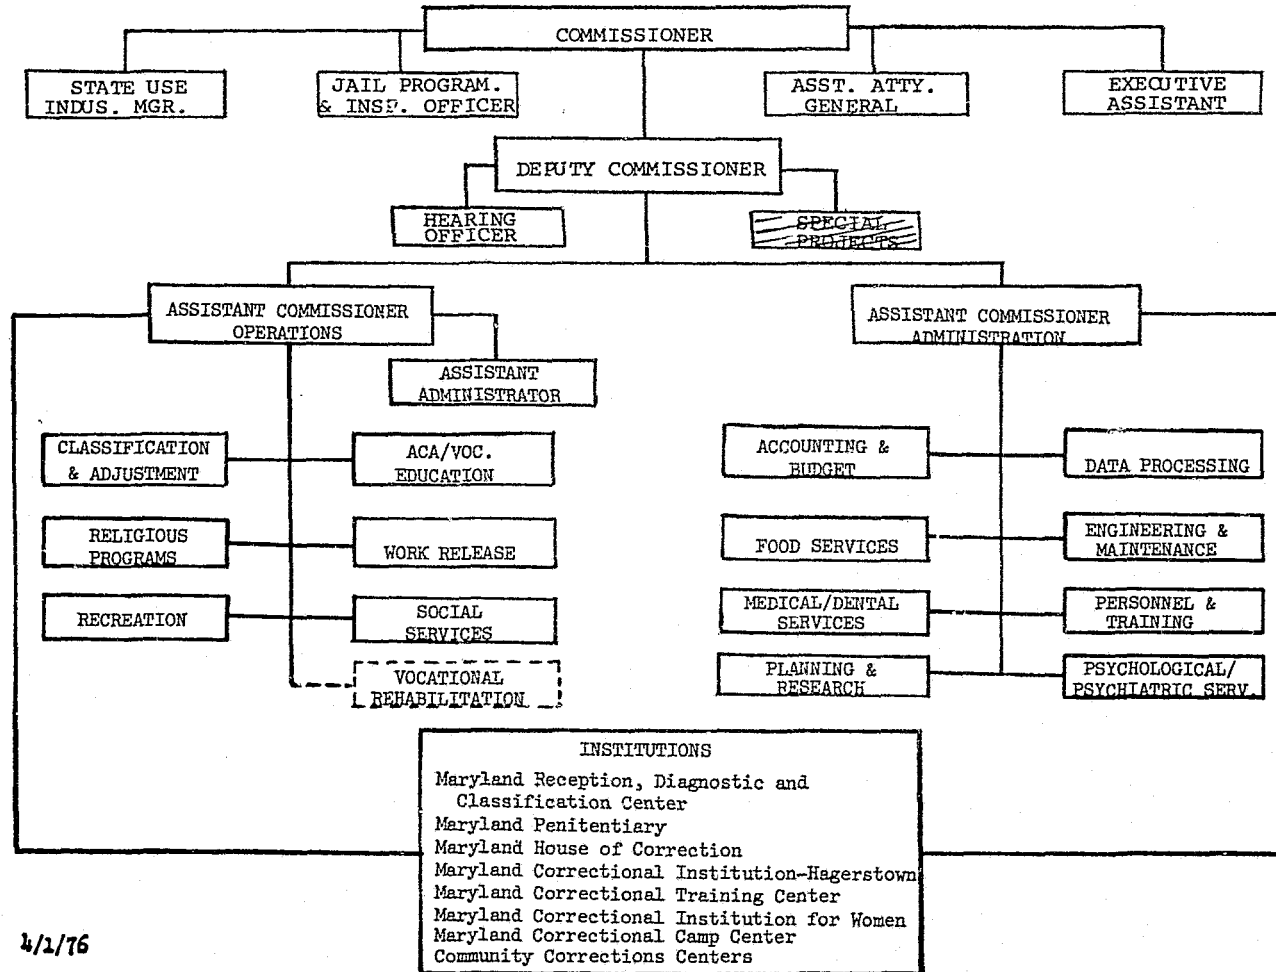 COMMISSIONER
STATE USE
INDUS. MGR.
JAIL PROGRAM.
& INSP. OFFICER
ASST. ATTY.
GENERAL
EXECUTIVE
ASSISTANT
DEPUTY COMMISSIONER
HEARING
OFFICER
SPECIAL
PROJECTS
ASSISTANT COMMISSIONER
OPERATIONS
ASSISTANT COMMISSIONER
ADMINISTRATION
ASSISTANT
ADMINISTRATOR
CLASSIFICATION
& ADJUSTMENT
ACA/VOC.
EDUCATION
ACCOUNTING &
BUDGET
DATA PROCESSING
RELIGIOUS
PROGRAMS
WORK RELEASE
FOOD SERVICES
ENGINEERING &
MAINTENANCE
RECREATION
SOCIAL
SERVICES
MEDICAL/DENTAL
SERVICES
PERSONNEL &
TRAINING
VOCATIONAL
REHABILITATION
PLANNING &
RESEARCH
PSYCHOLOGICAL/
PSYCHIATRIC SERV.
INSTITUTIONS
Maryland Reception, Diagnostic and
Classification Center
Maryland Penitentiary
Maryland House of Correction
Maryland Correctional Institution-Hagerstown
Maryland Correctional Training Center
Maryland Correctional Institution for Women
Maryland Correctional Camp Center
Community Corrections Centers
4/1/76